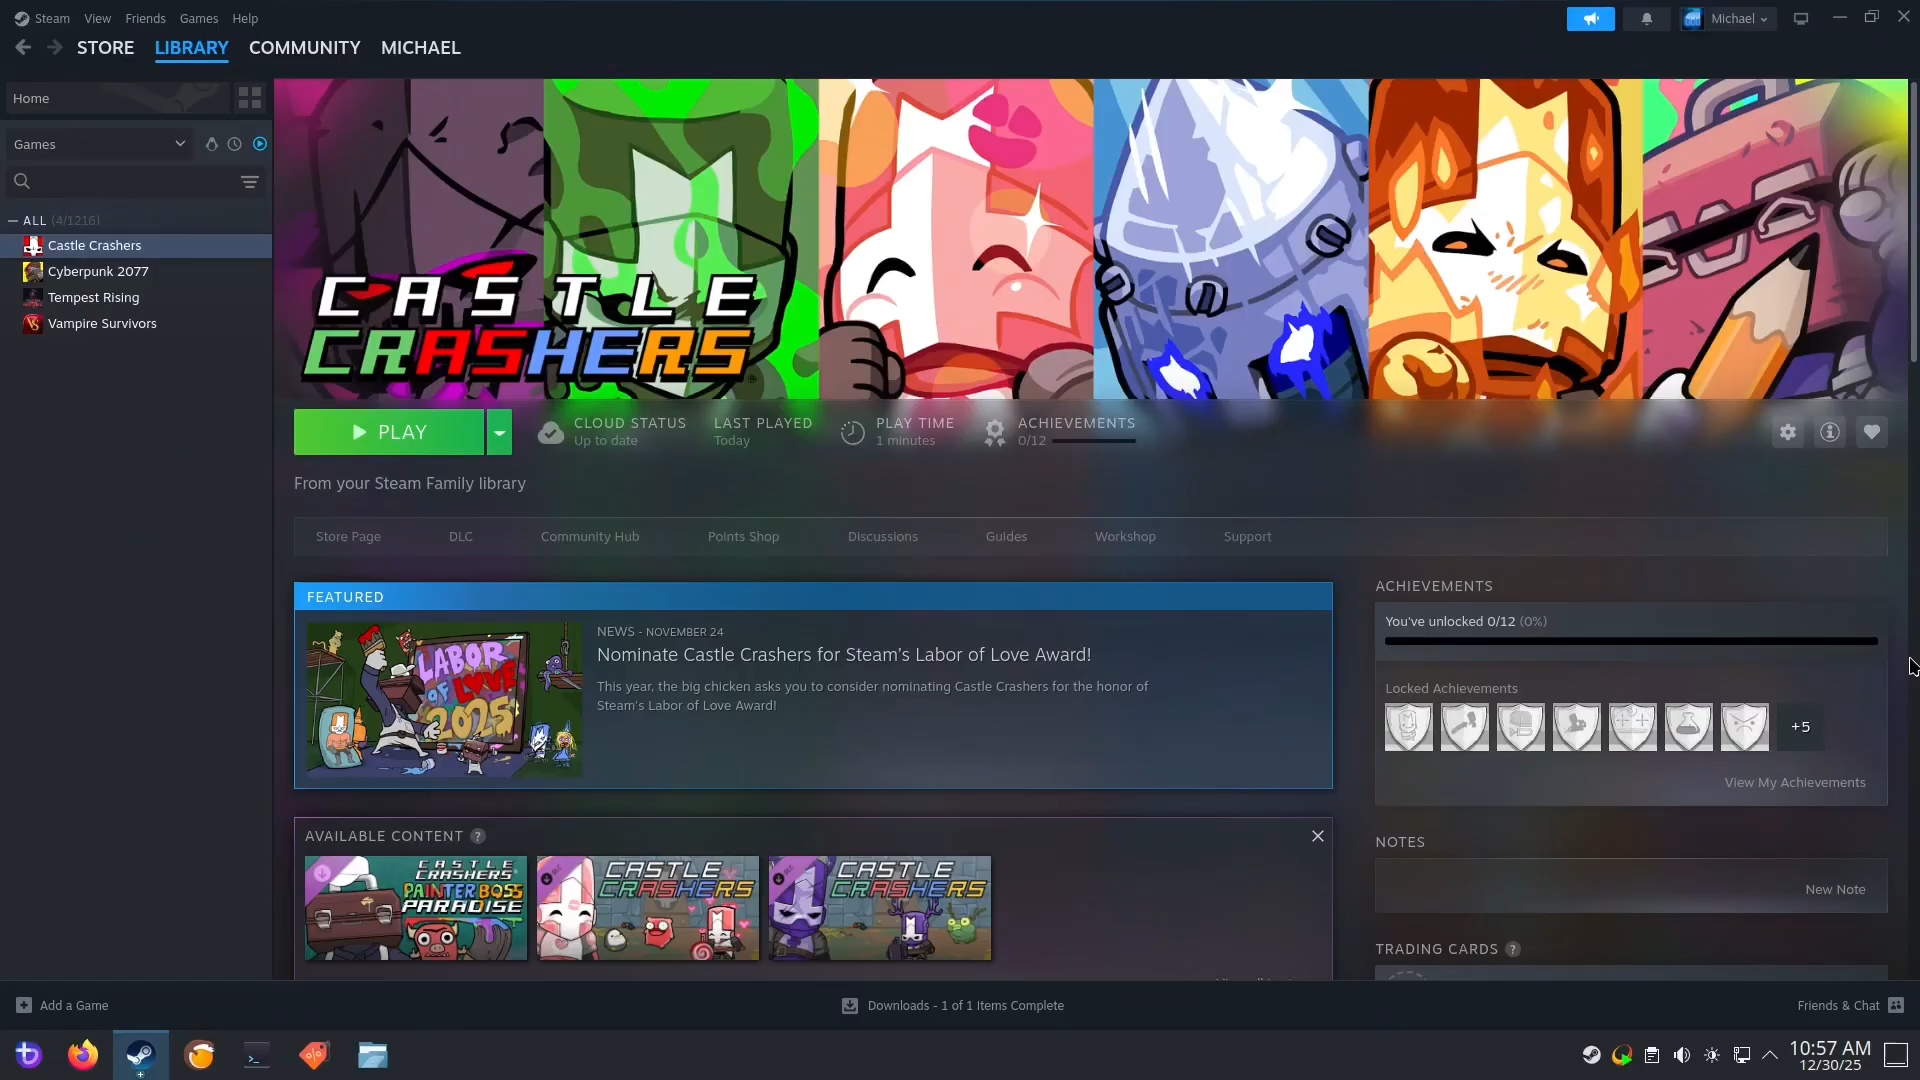 Steam View Friends Games Help
Michael
STORE LIBRARY COMMUNITY MICHAEL
Home
Games
ALL (4/1216)
Castle Crashers
Cyberpunk 2077
Tempest Rising
Vampire Survivors
CASTLE
CRASHERS
PLAY
CLOUD STATUS
Up to date
LAST PLAYED
Today
PLAY TIME
1 minutes
ACHIEVEMENTS
0/12
From your Steam Family library
Store Page DLC Community Hub Points Shop Discussions Guides Workshop Support
FEATURED
LABOR
OF LOVE
2025
NEWS - NOVEMBER 24
Nominate Castle Crashers for Steam's Labor of Love Award!
This year, the big chicken asks you to consider nominating Castle Crashers for the honor of
Steam's Labor of Love Award!
AVAILABLE CONTENT ?
CASTLE
CRASHERS
PAINTER BOSS
PARADISE
CASTLE
CRASHERS
CASTLE
CRASHERS
ACHIEVEMENTS
You've unlocked 0/12 (0%)
Locked Achievements
+5
View My Achievements
NOTES
New Note
TRADING CARDS ?
Add a Game
Downloads - 1 of 1 Items Complete
Friends & Chat
10:57 AM
12/30/25